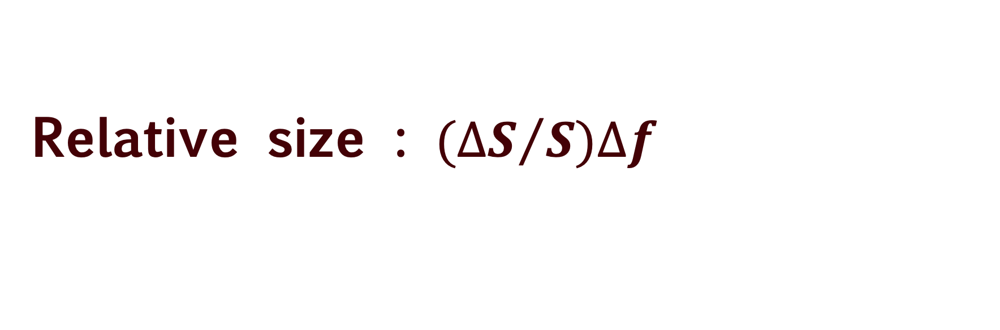 Relative size : (Δ𝑺/𝑺)Δ𝒇